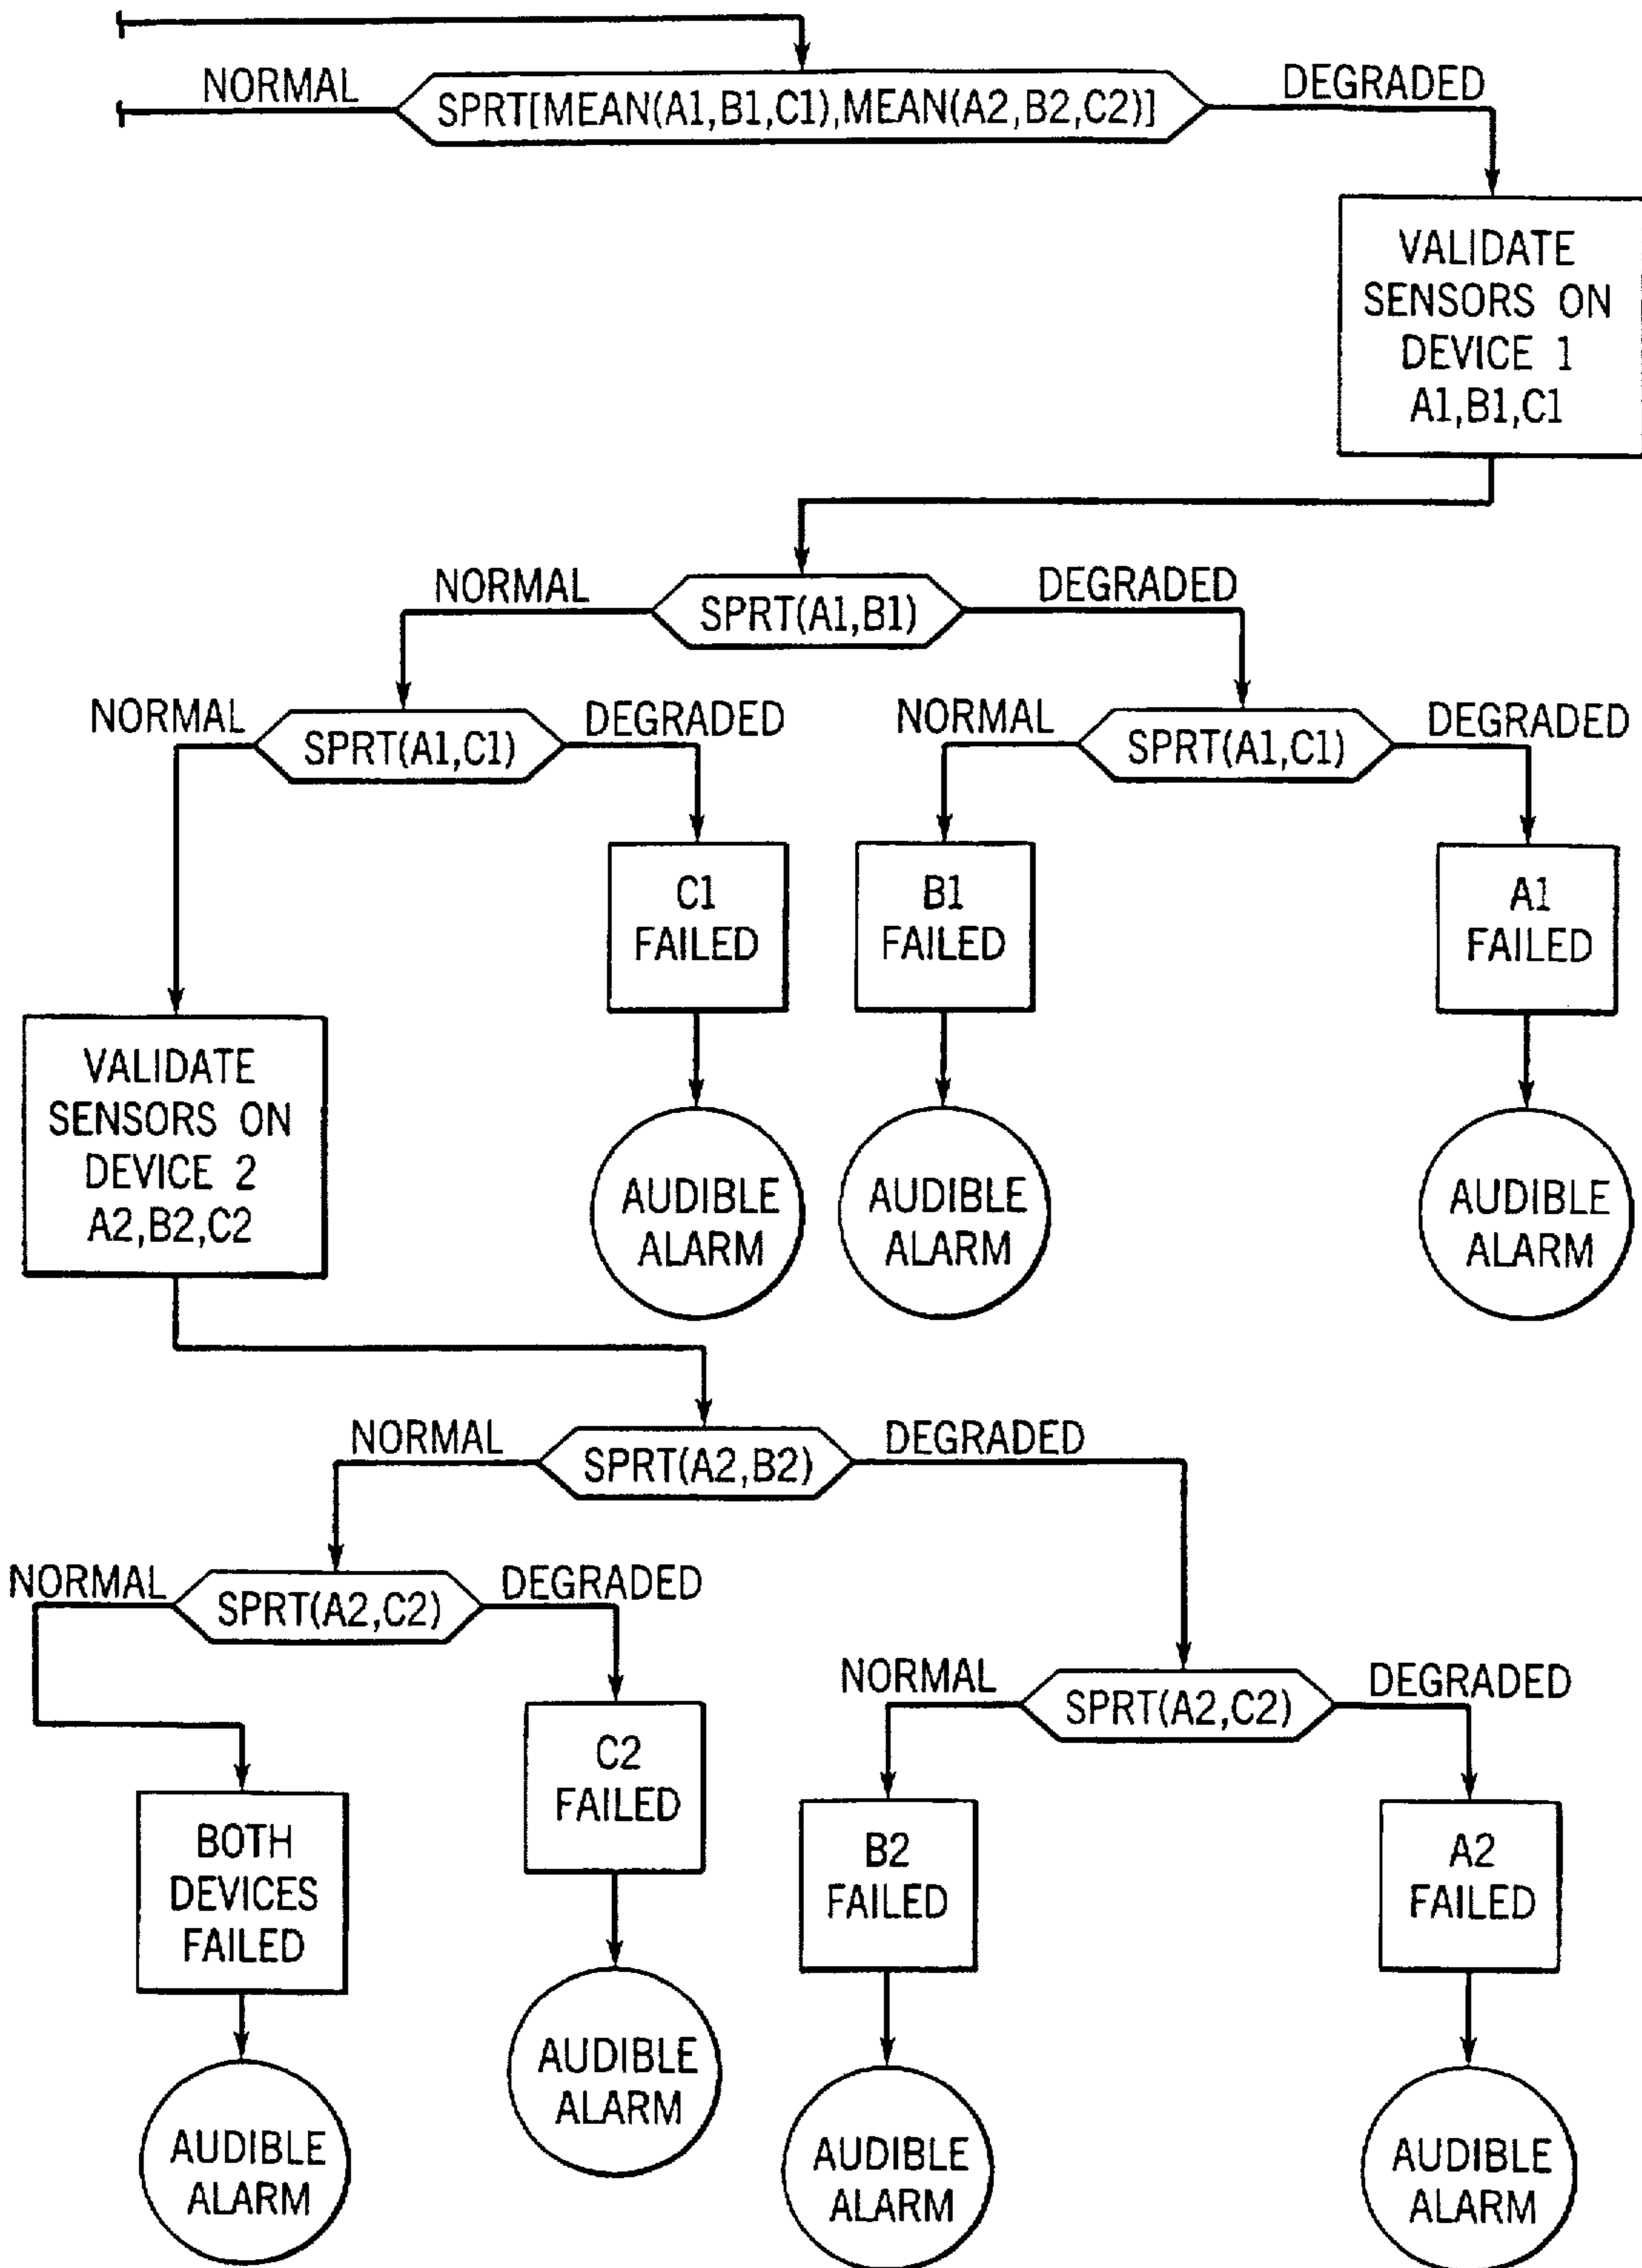 NORMAL
SPRT[MEAN(A1,B1,C1),MEAN(A2,B2,C2)]
DEGRADED
VALIDATE
SENSORS ON
DEVICE 1
A1,B1,C1
NORMAL
SPRT(A1,B1)
DEGRADED
NORMAL
SPRT(A1,C1)
DEGRADED
NORMAL
SPRT(A1,C1)
DEGRADED
C1
FAILED
B1
FAILED
A1
FAILED
VALIDATE
SENSORS ON
DEVICE 2
A2,B2,C2
AUDIBLE
ALARM
AUDIBLE
ALARM
AUDIBLE
ALARM
NORMAL
SPRT(A2,B2)
DEGRADED
NORMAL
SPRT(A2,C2)
DEGRADED
NORMAL
SPRT(A2,C2)
DEGRADED
C2
FAILED
BOTH
DEVICES
FAILED
B2
FAILED
A2
FAILED
AUDIBLE
ALARM
AUDIBLE
ALARM
AUDIBLE
ALARM
AUDIBLE
ALARM